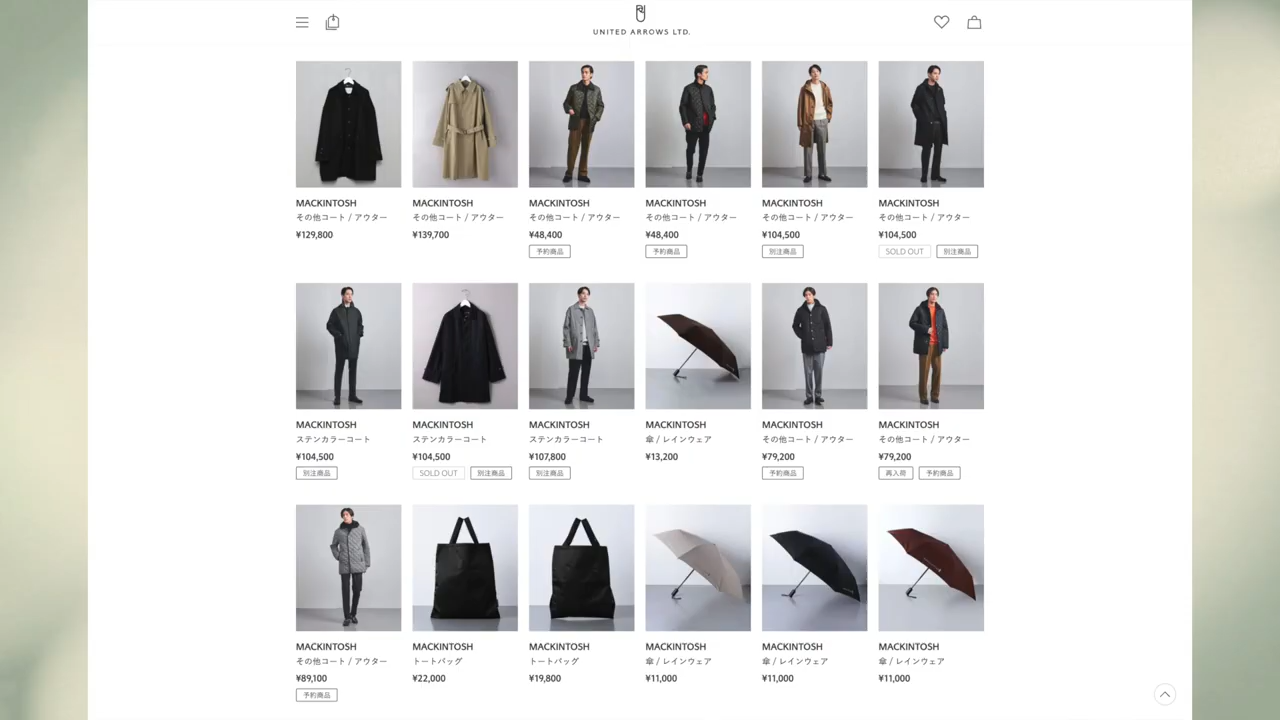 UNITED ARROWS LTD.
MACKINTOSH
その他コート / アウター
¥129,800
MACKINTOSH
その他コート / アウター
¥139,700
MACKINTOSH
その他コート / アウター
¥48,400
予約商品
MACKINTOSH
その他コート / アウター
¥48,400
予約商品
MACKINTOSH
その他コート / アウター
¥104,500
別注商品
MACKINTOSH
その他コート / アウター
¥104,500
SOLD OUT 別注商品
MACKINTOSH
ステンカラーコート
¥104,500
別注商品
MACKINTOSH
ステンカラーコート
¥104,500
SOLD OUT 別注商品
MACKINTOSH
ステンカラーコート
¥107,800
別注商品
MACKINTOSH
傘 / レインウェア
¥13,200
MACKINTOSH
その他コート / アウター
¥79,200
予約商品
MACKINTOSH
その他コート / アウター
¥79,200
再入荷 予約商品
MACKINTOSH
その他コート / アウター
¥89,100
予約商品
MACKINTOSH
トートバッグ
¥22,000
MACKINTOSH
トートバッグ
¥19,800
MACKINTOSH
傘 / レインウェア
¥11,000
MACKINTOSH
傘 / レインウェア
¥11,000
MACKINTOSH
傘 / レインウェア
¥11,000